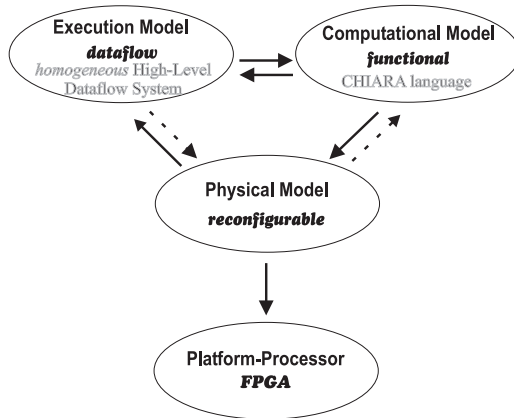 Execution Model
dataflow
homogeneous High-Level
Dataflow System
Computational Model
functional
CHIARA language
Physical Model
reconfigurable
Platform-Processor
FPGA